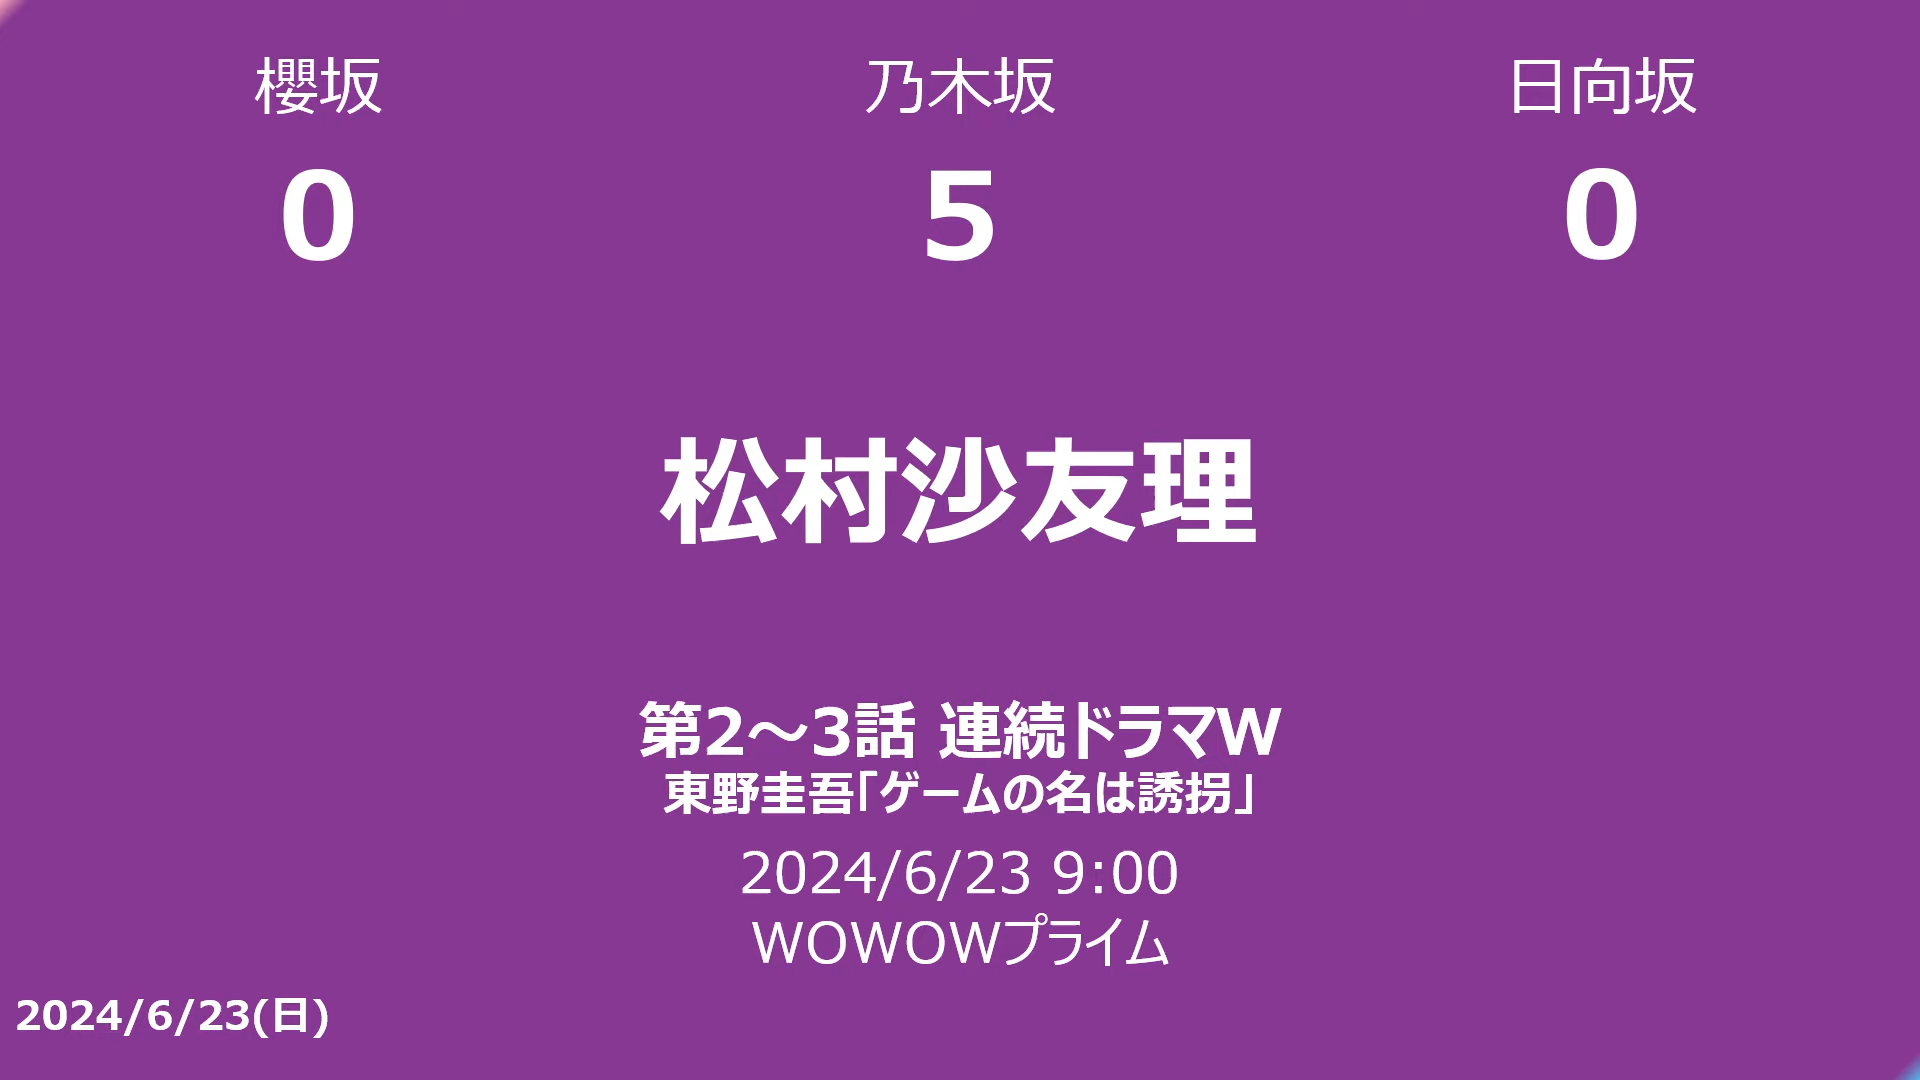 櫻坂 乃木坂 日向坂
0 5 0
松村沙友理
第2～3話 連続ドラマW
東野圭吾「ゲームの名は誘拐」
2024/6/23 9:00
WOWOWプライム
2024/6/23(日)